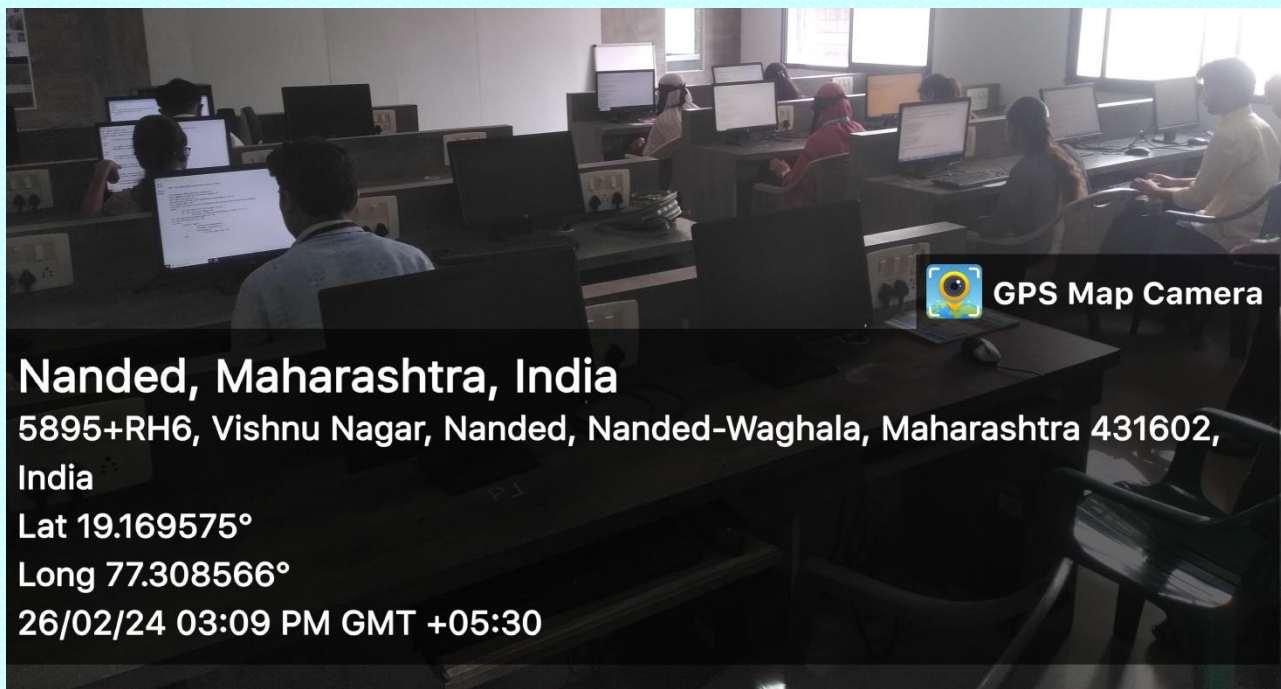 GPS Map Camera
Nanded, Maharashtra, India
5895+RH6, Vishnu Nagar, Nanded, Nanded-Waghala, Maharashtra 431602,
India
Lat 19.169575°
Long 77.308566°
26/02/24 03:09 PM GMT +05:30
P1